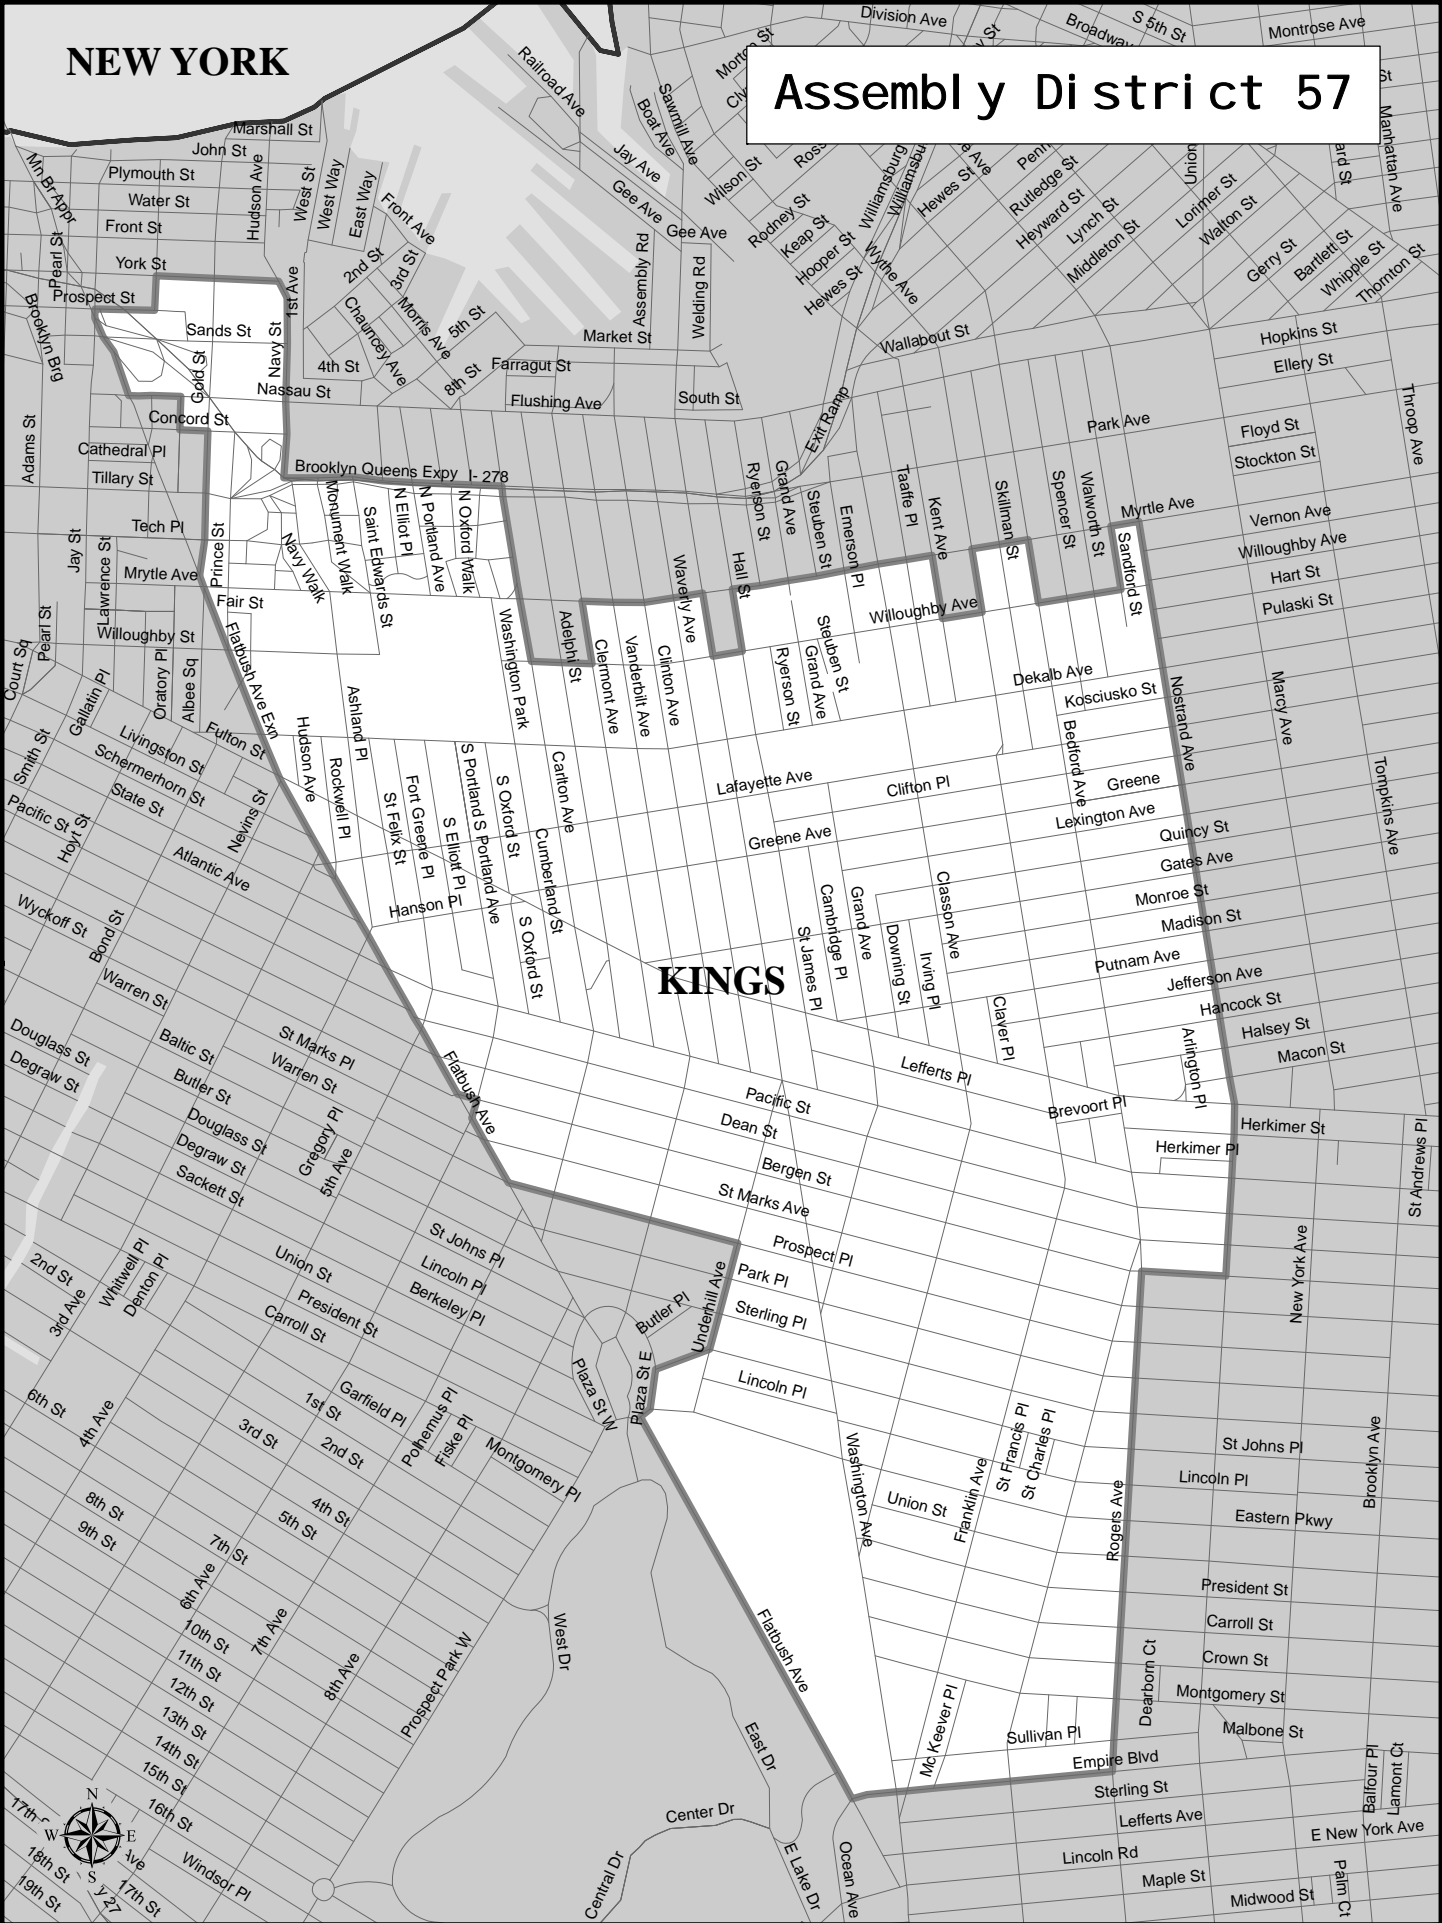 NEW YORK
Assembly District 57
KINGS
Division Ave
Broadway
S 5th St
Montrose Ave
Morton St
Railroad Ave
Boat Ave
Sawmill Ave
Manhattan Ave
Marshall St
John St
Plymouth St
Water St
Front St
York St
Prospect St
Mn Br Appr
Pearl St
Hudson Ave
West St
West Way
East Way
Front Ave
Jay Ave
Gee Ave
Gee Ave
Wilson St
Rodney St
Keap St
Hooper St
Hewes St
Wythe Ave
Hewes St
Rutledge St
Heyward St
Lynch St
Middleton St
Lorimer St
Walton St
Gerry St
Bartlett St
Whipple St
Thornton St
Williamsburg
Union
2nd St
3rd St
1st Ave
Chauncey Ave
Morris Ave
5th St
8th St
4th St
Assembly Rd
Welding Rd
Market St
Farragut St
Flushing Ave
South St
Wallabout St
Exit Ramp
Hopkins St
Ellery St
Throop Ave
Park Ave
Floyd St
Stockton St
Brooklyn Brg
Sands St
Navy St
Gold St
Nassau St
Concord St
Cathedral Pl
Tillary St
Adams St
Tech Pl
Jay St
Lawrence St
Mrytle Ave
Prince St
Fair St
Willoughby St
Pearl St
Court Sq
Oratory Pl
Albee Sq
Gallatin Pl
Brooklyn Queens Expy I- 278
Monument Walk
Navy Walk
Saint Edwards St
N Elliot Pl
N Portland Ave
N Oxford Walk
Washington Park
Adelphi St
Clermont Ave
Vanderbilt Ave
Clinton Ave
Waverly Ave
Hall St
Ryerson St
Grand Ave
Steuben St
Emerson Pl
Taaffe Pl
Kent Ave
Skillman St
Spencer St
Walworth St
Sandford St
Myrtle Ave
Vernon Ave
Willoughby Ave
Hart St
Pulaski St
Willoughby Ave
Ryerson St
Grand Ave
Steuben St
Dekalb Ave
Kosciusko St
Bedford Ave
Nostrand Ave
Marcy Ave
Tompkins Ave
Flatbush Ave Exn
Fulton St
Livingston St
Schermerhorn St
State St
Smith St
Pacific St
Hoyt St
Nevins St
Atlantic Ave
Wyckoff St
Bond St
Warren St
Hudson Ave
Rockwell Pl
Ashland Pl
St Felix St
Fort Greene Pl
S Elliott Pl
S Portland Ave
S Portland Ave
S Oxford St
Cumberland St
Carlton Ave
Hanson Pl
S Oxford St
Lafayette Ave
Clifton Pl
Greene Ave
Greene
Lexington Ave
Quincy St
Gates Ave
Monroe St
Madison St
Putnam Ave
Jefferson Ave
Hancock St
Halsey St
Macon St
St James Pl
Cambridge Pl
Grand Ave
Downing St
Irving Pl
Classon Ave
Claver Pl
Arlington Pl
Lefferts Pl
Brevoort Pl
Herkimer St
Herkimer Pl
St Andrews Pl
Douglass St
Degraw St
Baltic St
Butler St
Douglass St
Degraw St
Sackett St
St Marks Pl
Warren St
Gregory Pl
5th Ave
Flatbush Ave
Pacific St
Dean St
Bergen St
St Marks Ave
Prospect Pl
Park Pl
Sterling Pl
Lincoln Pl
Underhill Ave
Butler Pl
Plaza St E
Plaza St W
St Johns Pl
Lincoln Pl
Berkeley Pl
Union St
President St
Carroll St
2nd St
3rd Ave
Whitwell Pl
Denton Pl
6th St
4th Ave
Garfield Pl
1st St
2nd St
3rd St
Polhemus Pl
Fiske Pl
Montgomery Pl
4th St
5th St
7th St
8th St
9th St
6th Ave
7th Ave
8th Ave
10th St
11th St
12th St
13th St
14th St
15th St
16th St
17th St
18th St
19th St
Windsor Pl
Prospect Park W
West Dr
East Dr
Center Dr
Central Dr
E Lake Dr
Ocean Ave
Flatbush Ave
Washington Ave
Union St
Franklin Ave
St Francis Pl
St Charles Pl
Rogers Ave
New York Ave
Brooklyn Ave
St Johns Pl
Lincoln Pl
Eastern Pkwy
President St
Carroll St
Crown St
Montgomery St
Malbone St
Dearborn Ct
Mc Keever Pl
Sullivan Pl
Empire Blvd
Sterling St
Lefferts Ave
Lincoln Rd
Maple St
Midwood St
E New York Ave
Balfour Pl
Lamont Ct
Palm Ct
N
W
E
S